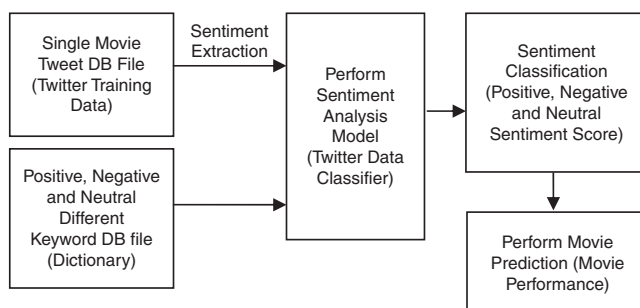 Single Movie
Tweet DB File
(Twitter Training
Data)
Sentiment
Extraction
Positive, Negative
and Neutral
Different
Keyword DB file
(Dictionary)
Perform
Sentiment
Analysis
Model
(Twitter Data
Classifier)
Sentiment
Classification
(Positive, Negative
and Neutral
Sentiment Score)
Perform Movie
Prediction (Movie
Performance)